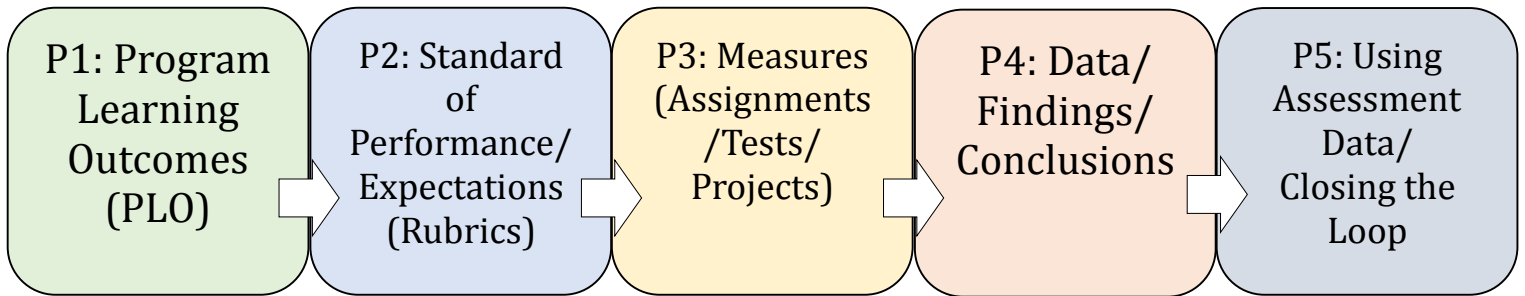 P1: Program
Learning
Outcomes
(PLO)
P2: Standard
of
Performance/
Expectations
(Rubrics)
P3: Measures
(Assignments
/Tests/
Projects)
P4: Data/
Findings/
Conclusions
P5: Using
Assessment
Data/
Closing the
Loop